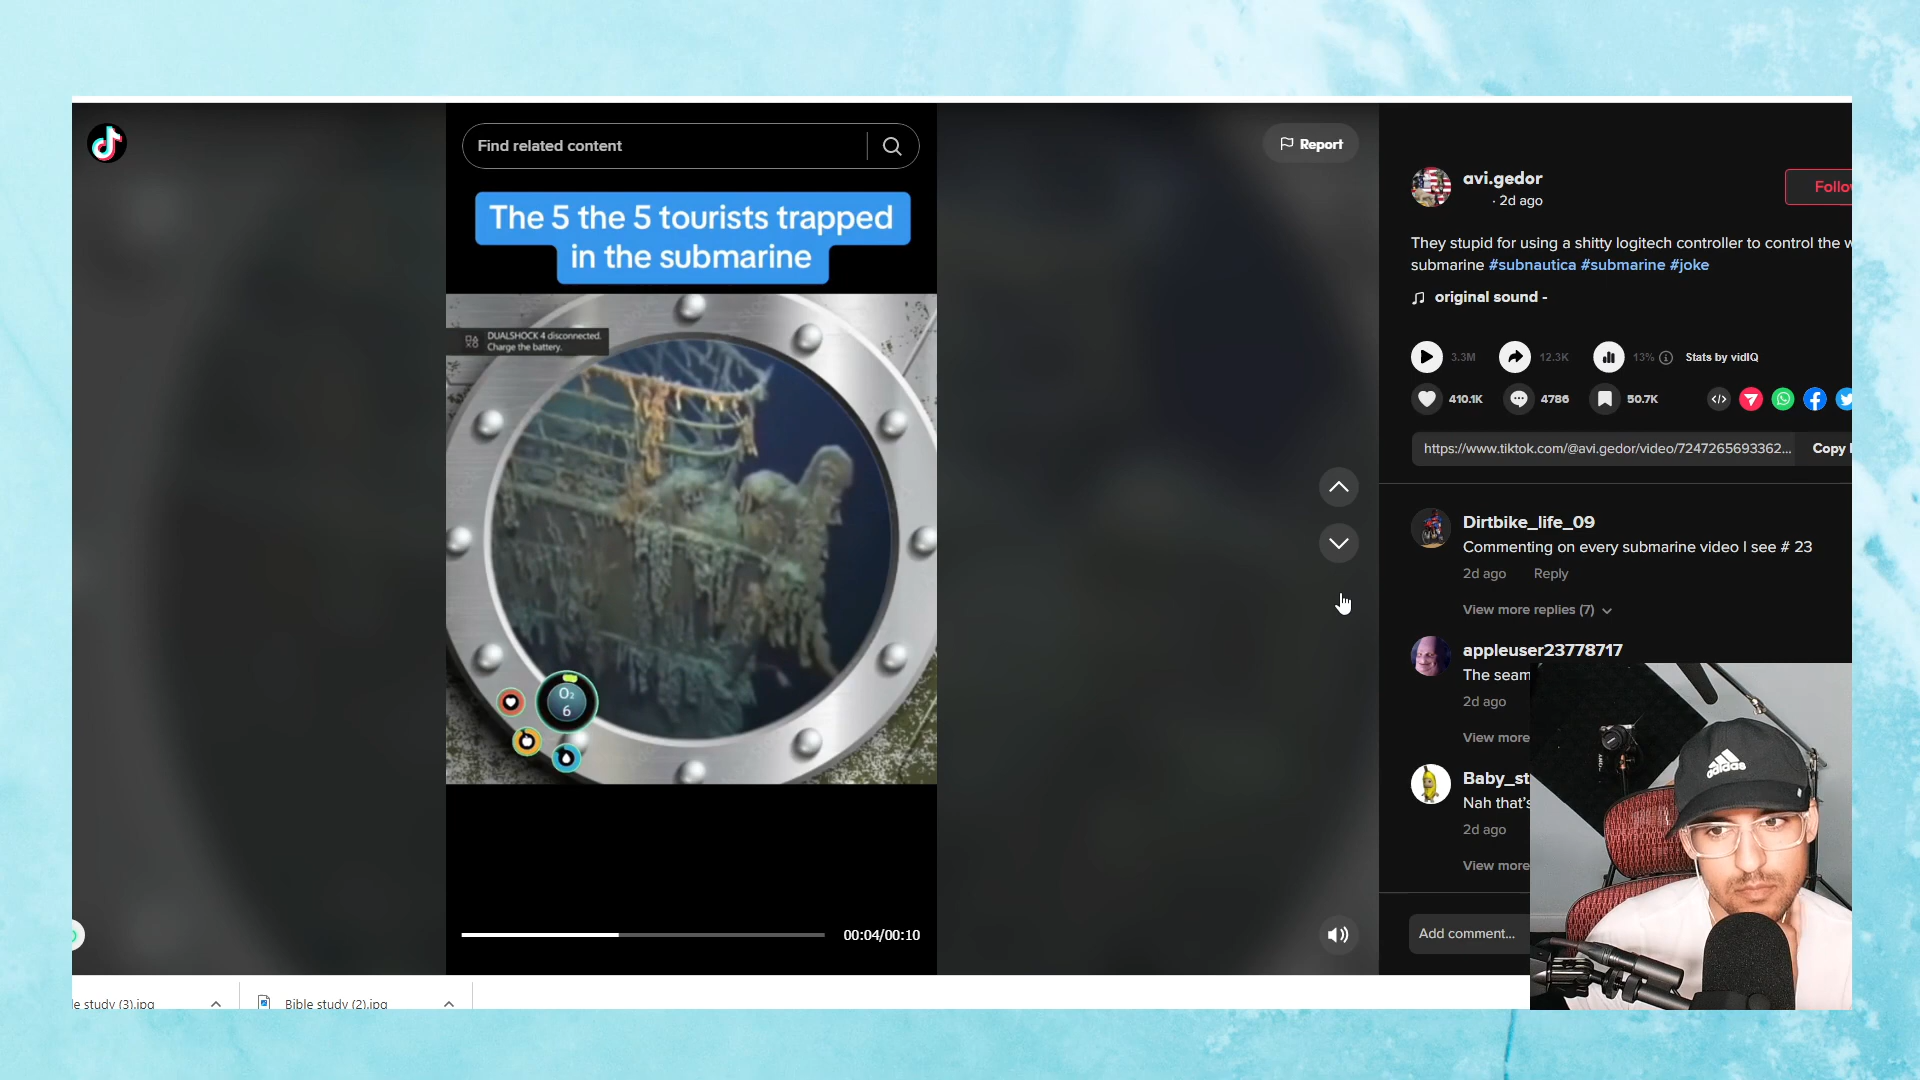 Find related content
Report
The 5 the 5 tourists trapped
in the submarine
DUALSHOCK 4 disconnected.
Charge the battery.
O₂
6
00:04/00:10
avi.gedor
· 2d ago
Follo
They stupid for using a shitty logitech controller to control the w
submarine #subnautica #submarine #joke
original sound -
3.3M
12.3K
13%
Stats by vidIQ
410.1K
4786
50.7K
https://www.tiktok.com/@avi.gedor/video/7247265693362...
Copy
Dirtbike_life_09
Commenting on every submarine video I see # 23
2d ago Reply
View more replies (7)
appleuser23778717
The seam
2d ago
View more
Baby_st
Nah that's
2d ago
View more
Add comment...
adidas
le study (3).jpg
Bible study (2).jpg